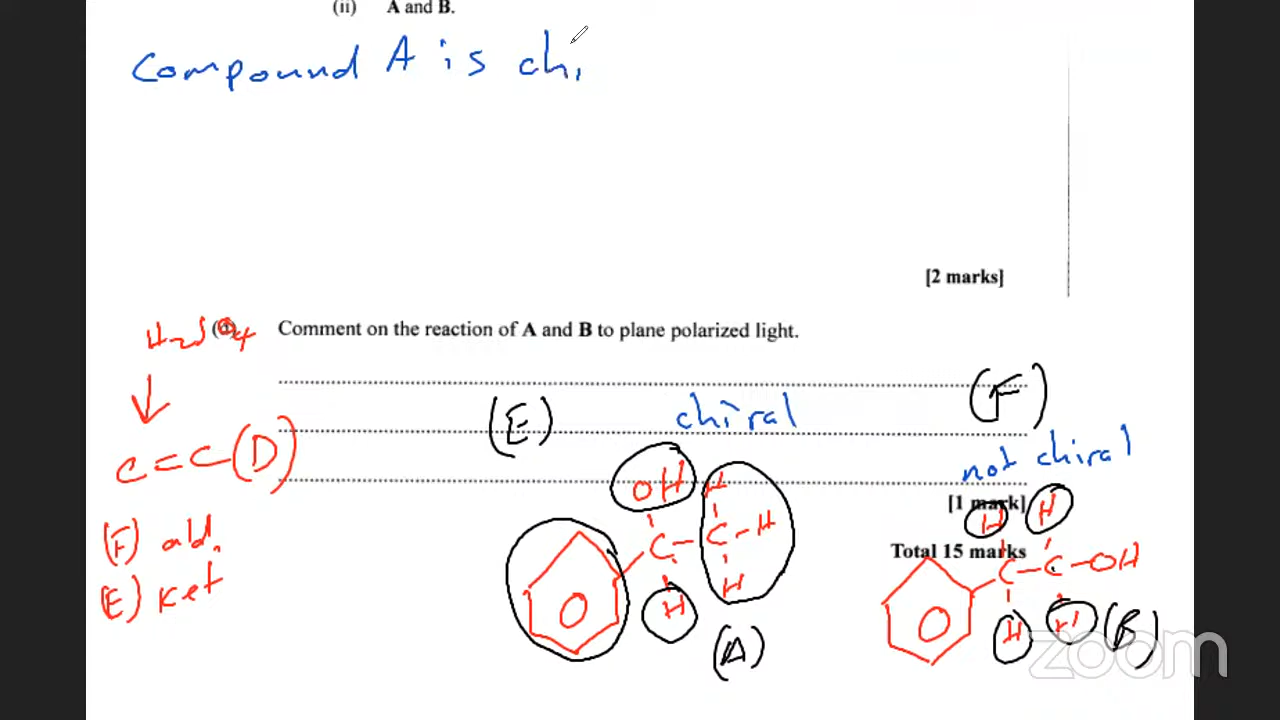 (ii) A and B.
Compound A is chi
[2 marks]
H2SO4
Comment on the reaction of A and B to plane polarized light.
(E)
chiral
(F)
C=C(D)
not chiral
[1 mark]
OH H
H H
C-C-H
H H
(F) ald.
(E) ket
Total 15 marks
C-C-OH
H H
(A)
(B)
zoom